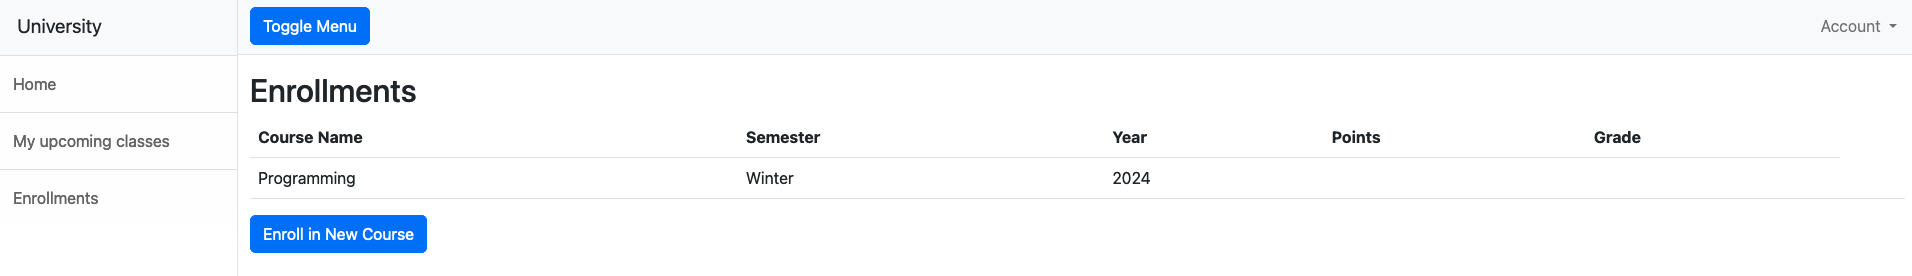 University
Toggle Menu
Account
Home
My upcoming classes
Enrollments
Enrollments
Course Name Semester Year Points Grade
Programming Winter 2024
Enroll in New Course